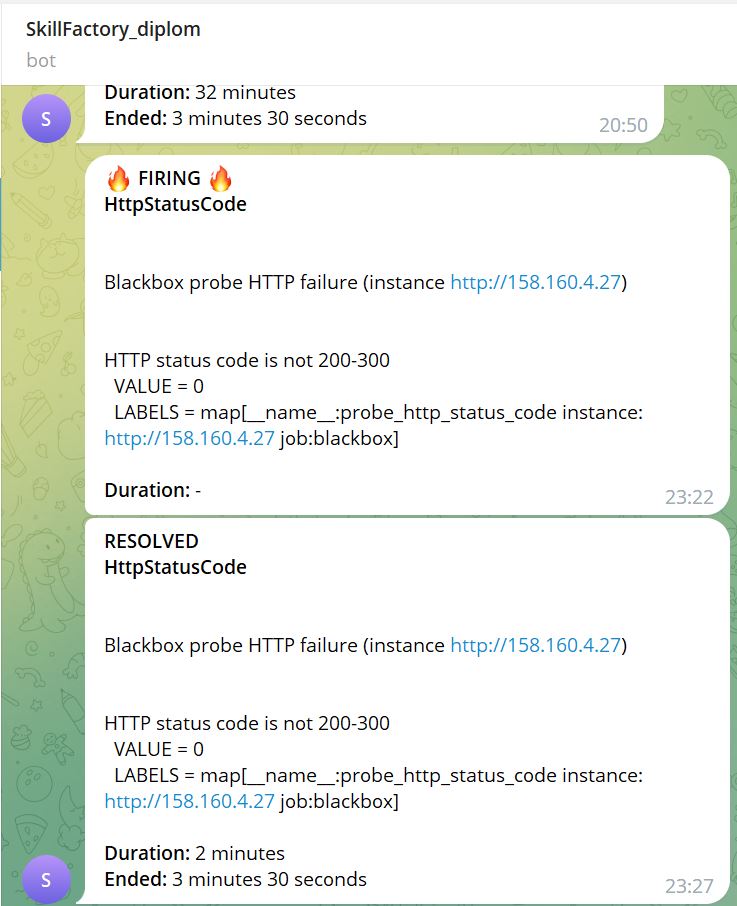 SkillFactory_diplom
bot
Duration: 32 minutes
Ended: 3 minutes 30 seconds
20:50
S
🔥 FIRING 🔥
HttpStatusCode
Blackbox probe HTTP failure (instance http://158.160.4.27)
HTTP status code is not 200-300
VALUE = 0
LABELS = map[__name__:probe_http_status_code instance:
http://158.160.4.27 job:blackbox]
Duration: -
23:22
RESOLVED
HttpStatusCode
Blackbox probe HTTP failure (instance http://158.160.4.27)
HTTP status code is not 200-300
VALUE = 0
LABELS = map[__name__:probe_http_status_code instance:
http://158.160.4.27 job:blackbox]
Duration: 2 minutes
Ended: 3 minutes 30 seconds
23:27
S